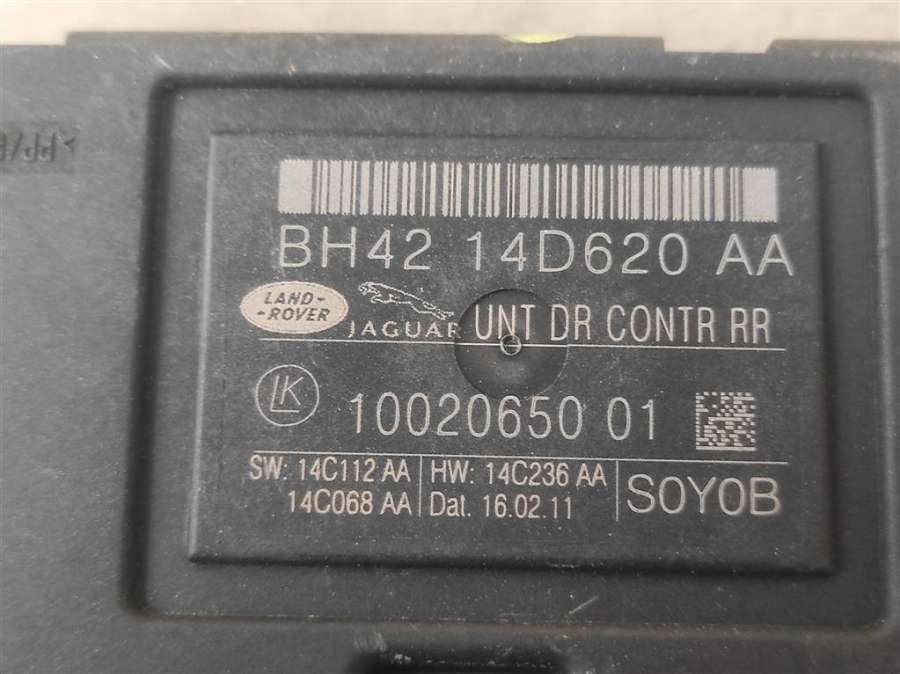 BH42 14D620 AA
LAND-
-ROVER
JAGUAR UNT DR CONTR RR
LK 10020650 01
SW: 14C112 AA HW: 14C236 AA
14C068 AA Dat. 16.02.11
SOYOB